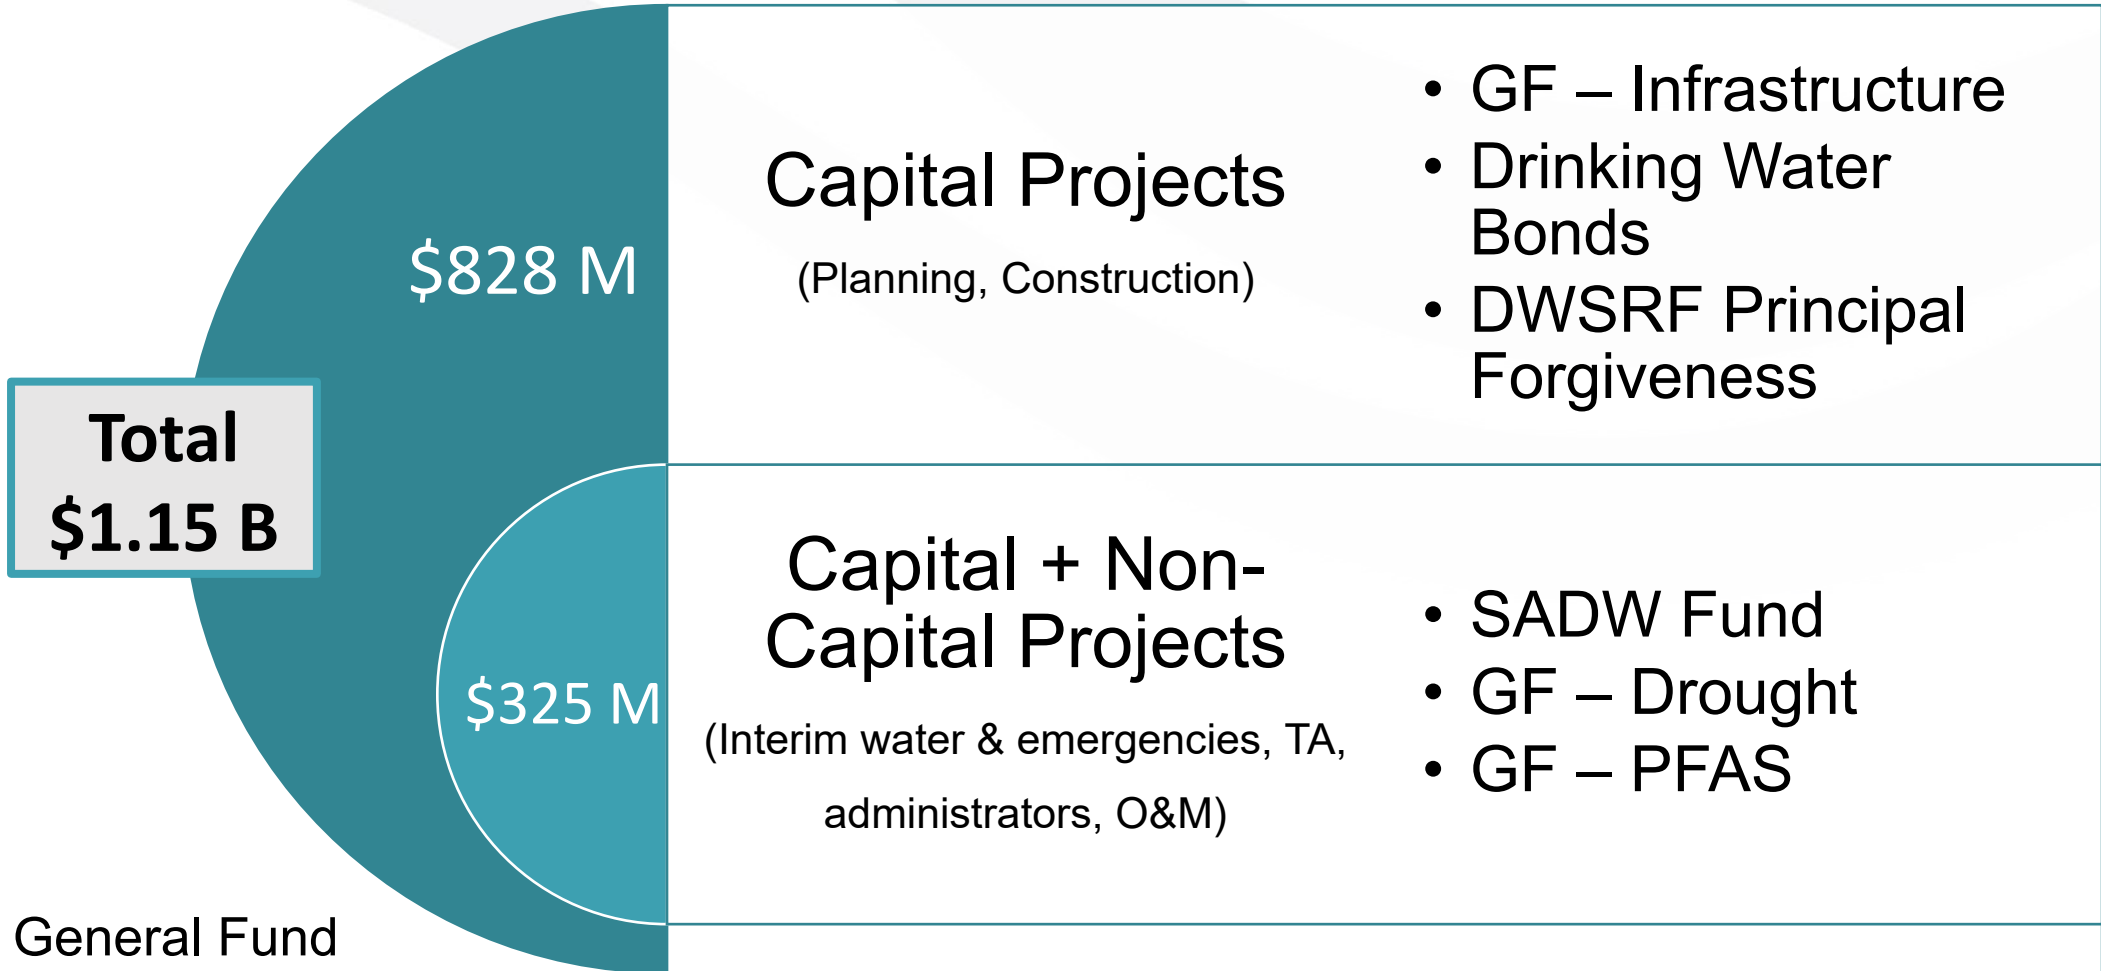 $828 M
Capital Projects
(Planning, Construction)
• GF – Infrastructure
• Drinking Water
Bonds
• DWSRF Principal
Forgiveness
Total
$1.15 B
$325 M
Capital + Non-
Capital Projects
(Interim water & emergencies, TA,
administrators, O&M)
• SADW Fund
• GF – Drought
• GF – PFAS
General Fund